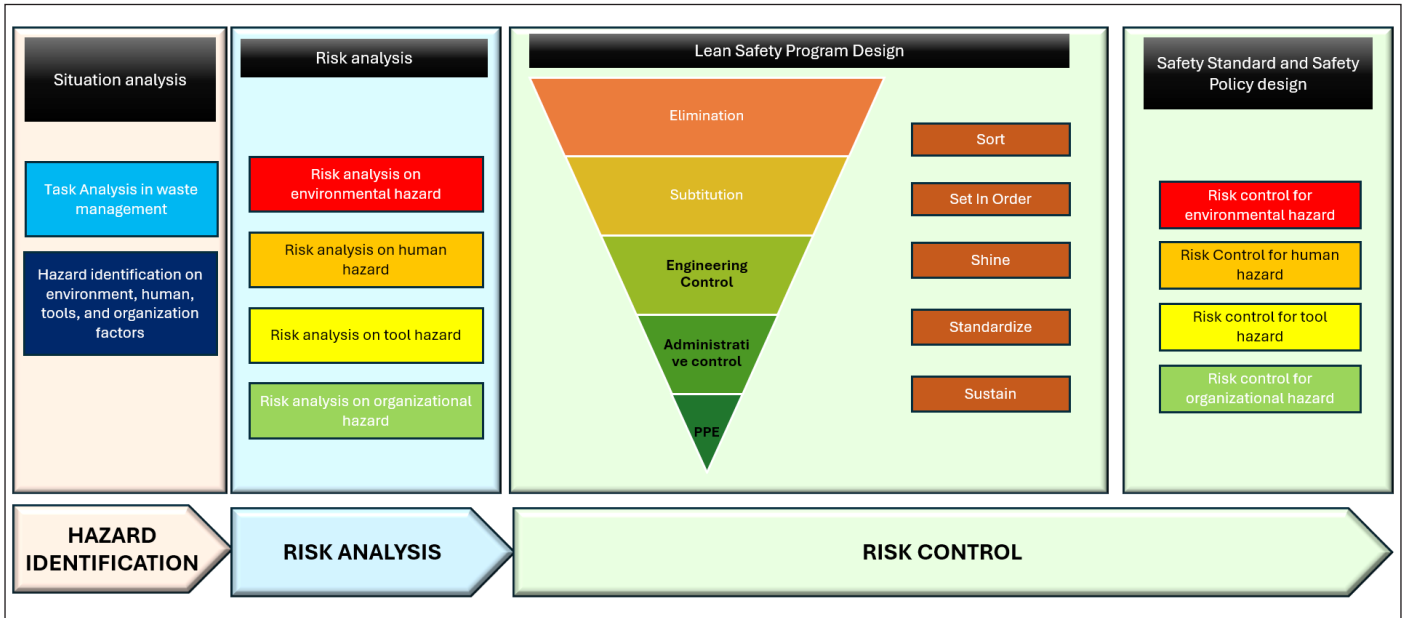 Situation analysis
Task Analysis in waste
management
Hazard identification on
environment, human,
tools, and organization
factors
Risk analysis
Risk analysis on
environmental hazard
Risk analysis on human
hazard
Risk analysis on tool hazard
Risk analysis on organizational
hazard
Lean Safety Program Design
Elimination
Subtitution
Engineering
Control
Administrati
ve control
PPE
Sort
Set In Order
Shine
Standardize
Sustain
Safety Standard and Safety
Policy design
Risk control for
environmental hazard
Risk Control for human
hazard
Risk control for tool
hazard
Risk control for
organizational hazard
HAZARD
IDENTIFICATION
RISK ANALYSIS
RISK CONTROL